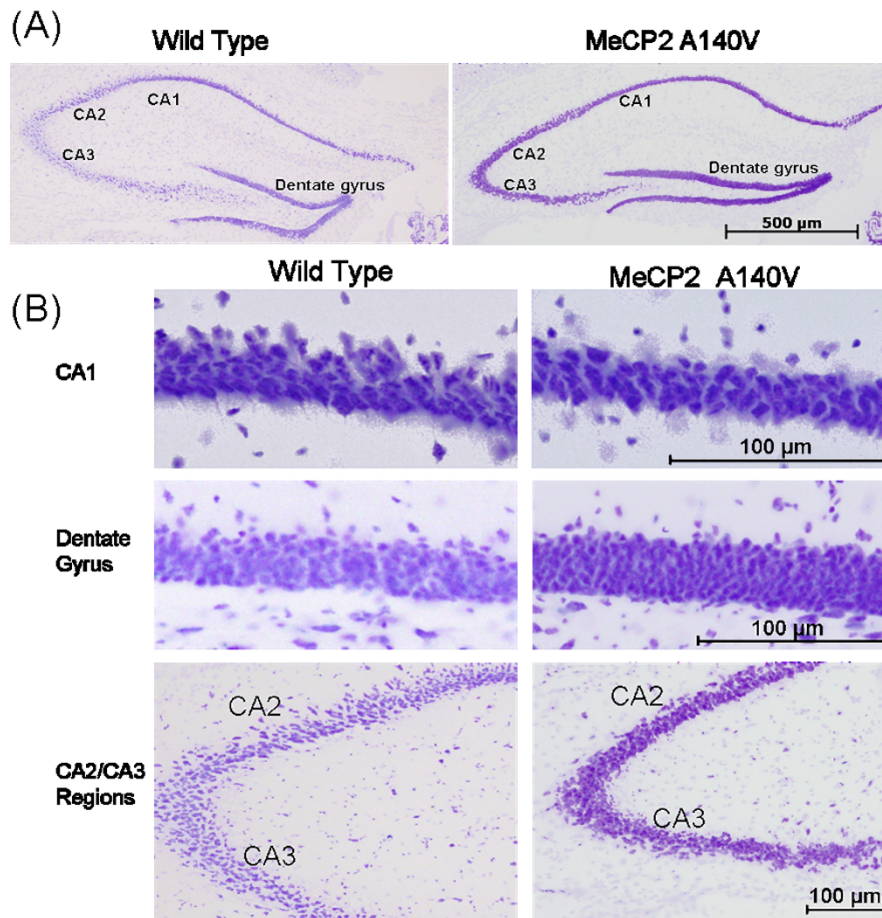 (A)
Wild Type
MeCP2 A140V
CA1
CA2
CA3
Dentate gyrus
CA1
CA2
CA3
Dentate gyrus
500 µm
(B)
Wild Type
MeCP2 A140V
CA1
100 µm
Dentate
Gyrus
100 µm
CA2/CA3
Regions
CA2
CA3
CA2
CA3
100 µm